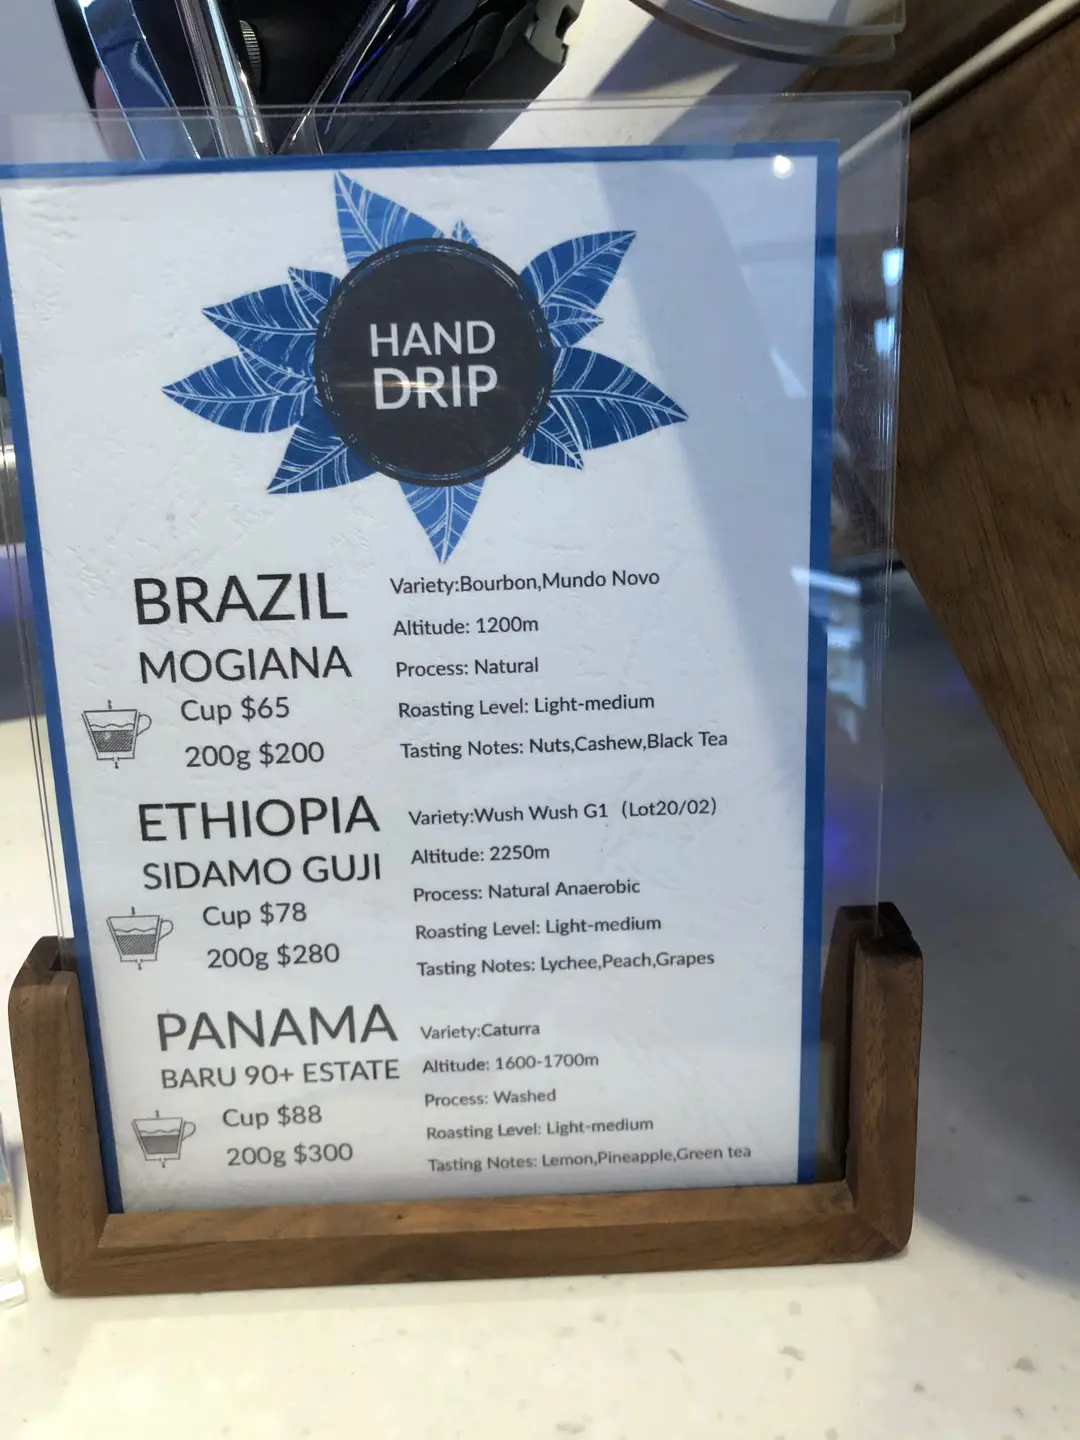 HAND
DRIP
BRAZIL
MOGIANA
Cup $65
200g $200
Variety:Bourbon,Mundo Novo
Altitude: 1200m
Process: Natural
Roasting Level: Light-medium
Tasting Notes: Nuts,Cashew,Black Tea
ETHIOPIA
SIDAMO GUJI
Cup $78
200g $280
Variety:Wush Wush G1 (Lot20/02)
Altitude: 2250m
Process: Natural Anaerobic
Roasting Level: Light-medium
Tasting Notes: Lychee,Peach,Grapes
PANAMA
BARU 90+ ESTATE
Cup $88
200g $300
Variety:Caturra
Altitude: 1600-1700m
Process: Washed
Roasting Level: Light-medium
Tasting Notes: Lemon,Pineapple,Green tea